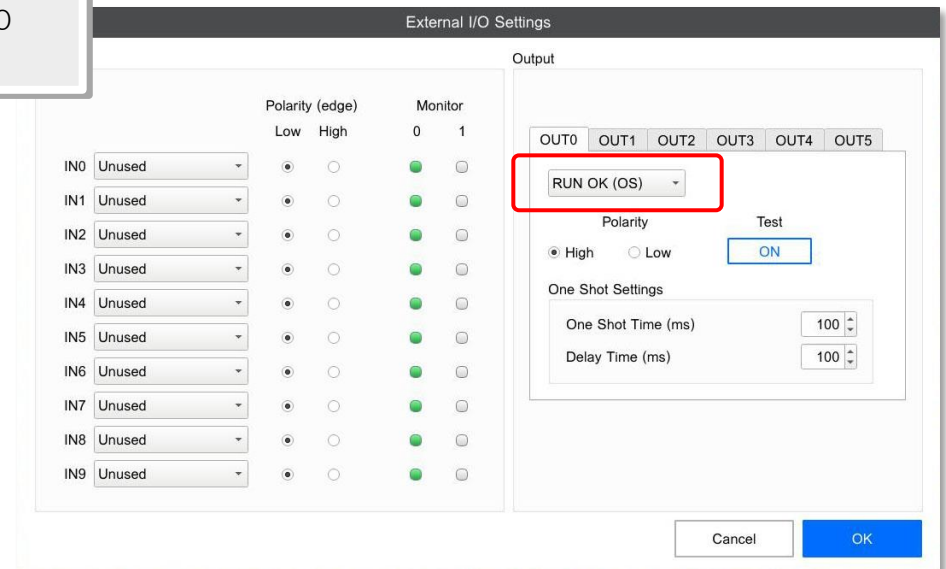 External I/O Settings
Output
Polarity (edge) Monitor
Low High 0 1
IN0 Unused
IN1 Unused
IN2 Unused
IN3 Unused
IN4 Unused
IN5 Unused
IN6 Unused
IN7 Unused
IN8 Unused
IN9 Unused
OUT0 OUT1 OUT2 OUT3 OUT4 OUT5
RUN OK (OS)
Polarity Test
High Low ON
One Shot Settings
One Shot Time (ms) 100
Delay Time (ms) 100
Cancel OK